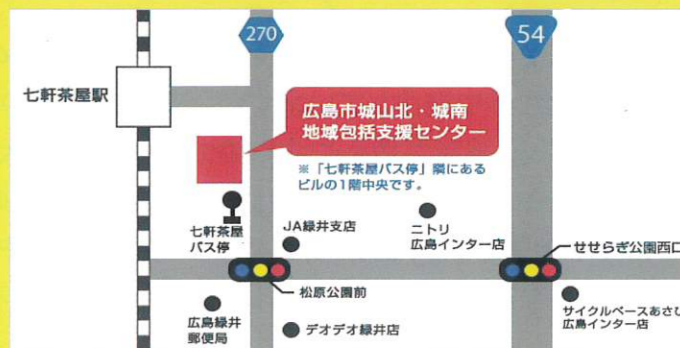 270
54
七軒茶屋駅
広島市城山北・城南
地域包括支援センター
※「七軒茶屋バス停」隣にある
ビルの1階中央です。
七軒茶屋
バス停
JA緑井支店
ニトリ
広島インター店
せせらぎ公園西口
松原公園前
広島緑井
郵便局
デオデオ緑井店
サイクルベースあさひ
広島インター店